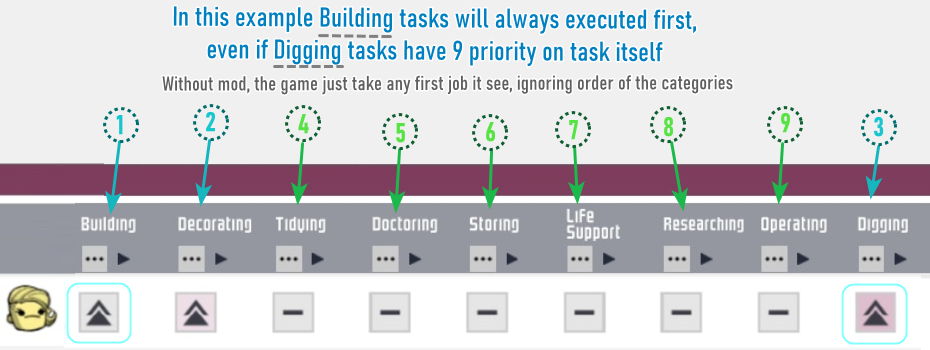 In this example Building tasks will always executed first,
even if Digging tasks have 9 priority on task itself
Without mod, the game just take any first job it see, ignoring order of the categories
1 2 4 5 6 7 8 9 3
Building Decorating Tidying Doctoring Storing Life Support Researching Operating Digging